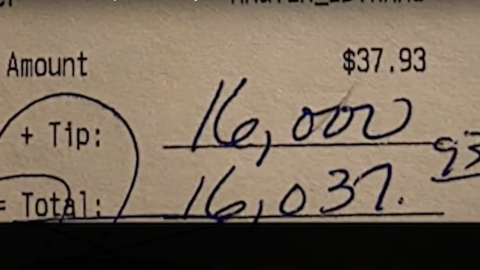 Amount $37.93
+ Tip: 16,000
= Total: 16,037. 93